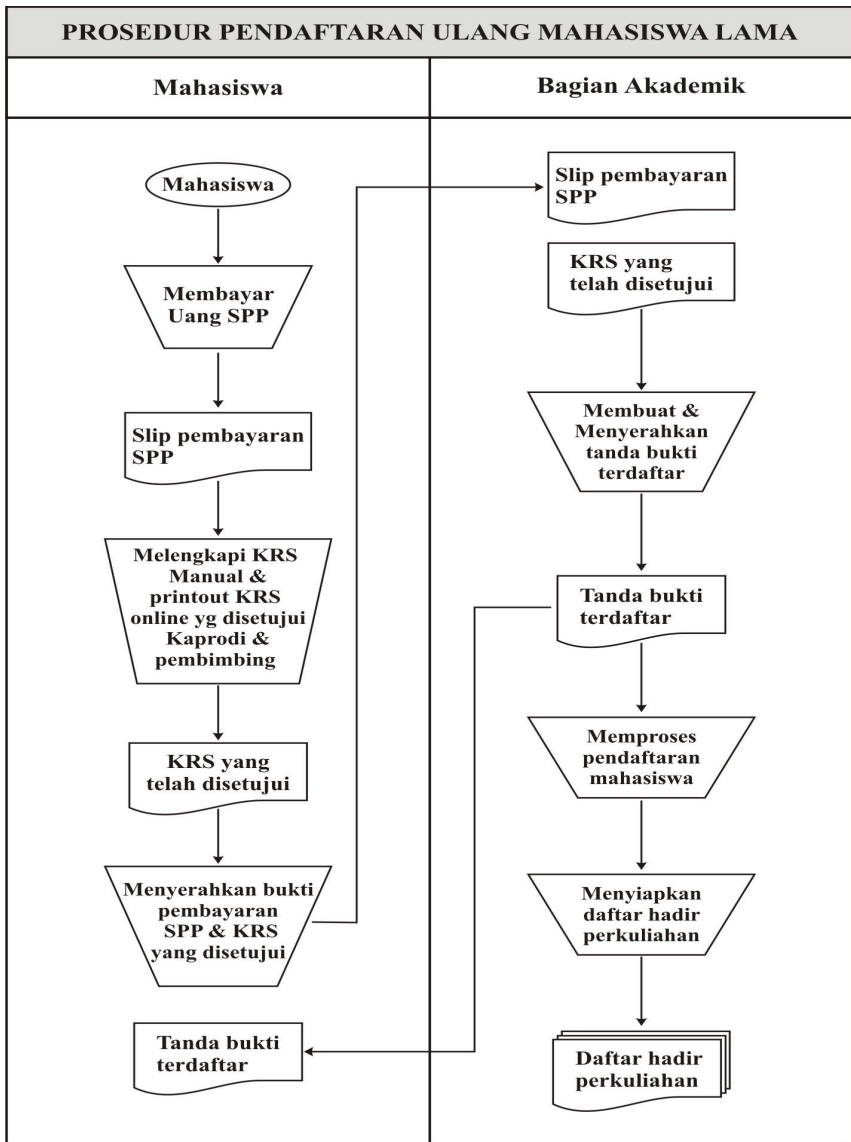 PROSEDUR PENDAFTARAN ULANG MAHASISWA LAMA
Mahasiswa
Bagian Akademik
Mahasiswa
Membayar
Uang SPP
Slip pembayaran
SPP
Melengkapi KRS
Manual &
printout KRS
online yg disetujui
Kaprodi &
pembimbing
KRS yang
telah disetujui
Menyerahkan bukti
pembayaran
SPP & KRS
yang disetujui
Tanda bukti
terdaftar
Slip pembayaran
SPP
KRS yang
telah disetujui
Membuat &
Menyerahkan
tanda bukti
terdaftar
Tanda bukti
terdaftar
Memproses
pendaftaran
mahasiswa
Menyiapkan
daftar hadir
perkuliahan
Daftar hadir
perkuliahan